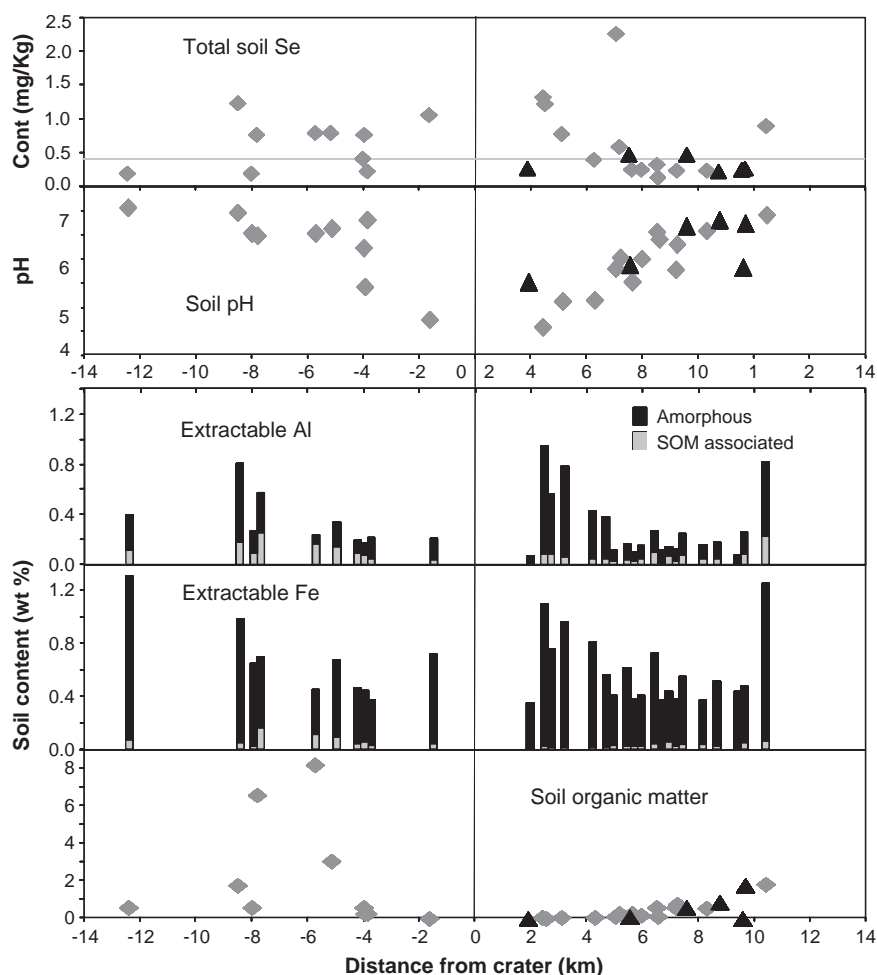 2.5
2.0
1.5
1.0
0.5
0.0
Cont (mg/Kg)
Total soil Se
7
6
5
4
pH
Soil pH
-14 -12 -10 -8 -6 -4 -2 0 2 4 6 8 10 1 2 14
1.2
0.8
0.4
0.0
Extractable Al
Amorphous
SOM associated
Extractable Fe
1.2
0.8
0.4
0.0
Soil content (wt %)
8
6
4
2
0
Soil organic matter
-14 -12 -10 -8 -6 -4 -2 0 2 4 6 8 10 12 14
Distance from crater (km)